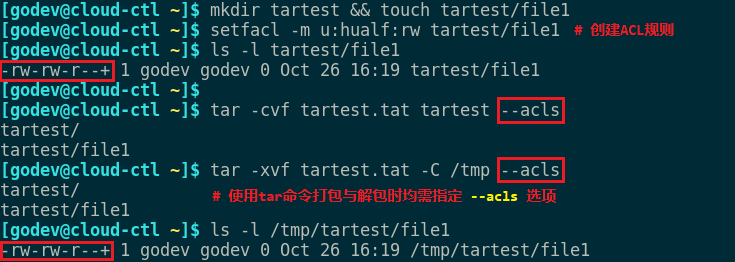 [godev@cloud-ctl ~]$ mkdir tartest && touch tartest/file1
[godev@cloud-ctl ~]$ setfacl -m u:hualf:rw tartest/file1 # 创建ACL规则
[godev@cloud-ctl ~]$ ls -l tartest/file1
-rw-rw-r--+ 1 godev godev 0 Oct 26 16:19 tartest/file1
[godev@cloud-ctl ~]$
[godev@cloud-ctl ~]$ tar -cvf tartest.tat tartest --acls
tartest/
tartest/file1
[godev@cloud-ctl ~]$ tar -xvf tartest.tat -C /tmp --acls
tartest/
tartest/file1 # 使用tar命令打包与解包时均需指定 --acls 选项
[godev@cloud-ctl ~]$ ls -l /tmp/tartest/file1
-rw-rw-r--+ 1 godev godev 0 Oct 26 16:19 /tmp/tartest/file1